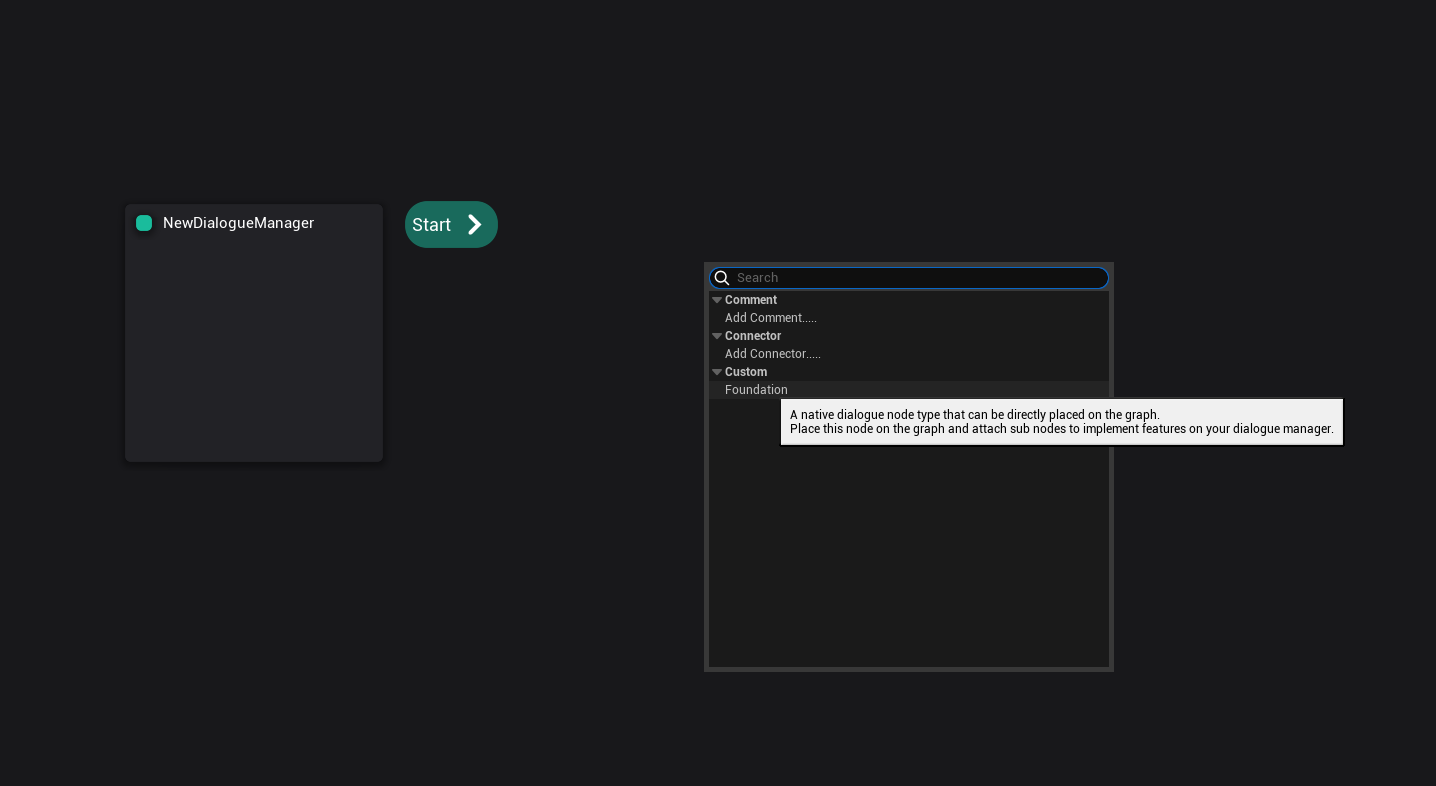 NewDialogueManager
Start
Search
Comment
Add Comment.....
Connector
Add Connector.....
Custom
Foundation
A native dialogue node type that can be directly placed on the graph.
Place this node on the graph and attach sub nodes to implement features on your dialogue manager.